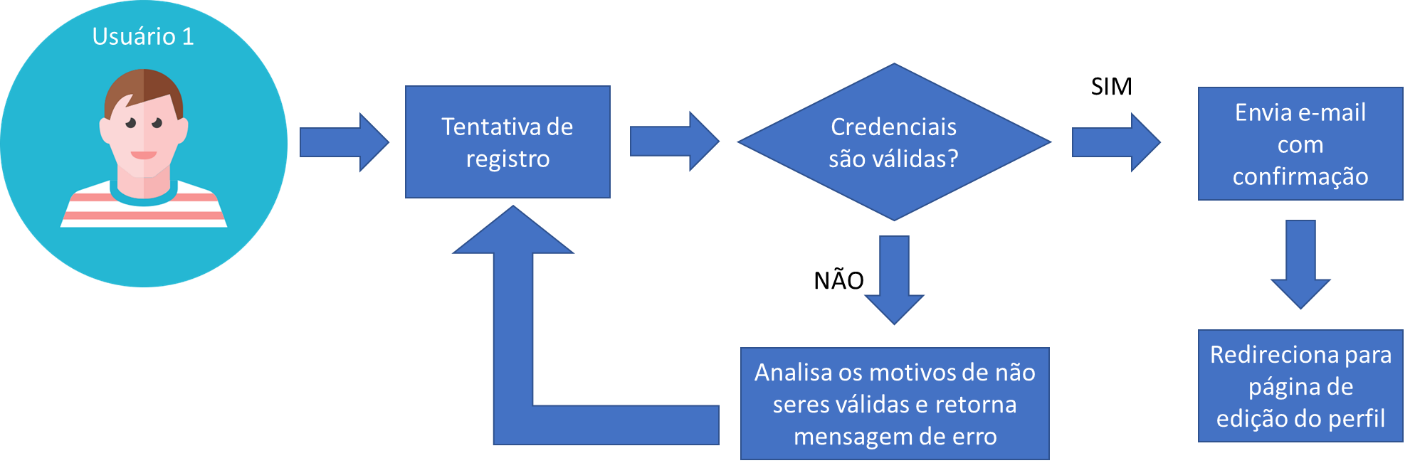 Usuário 1
Tentativa de
registro
Credenciais
são válidas?
SIM
Envia e-mail
com
confirmação
NÃO
Analisa os motivos de não
seres válidas e retorna
mensagem de erro
Redireciona para
página de
edição do perfil